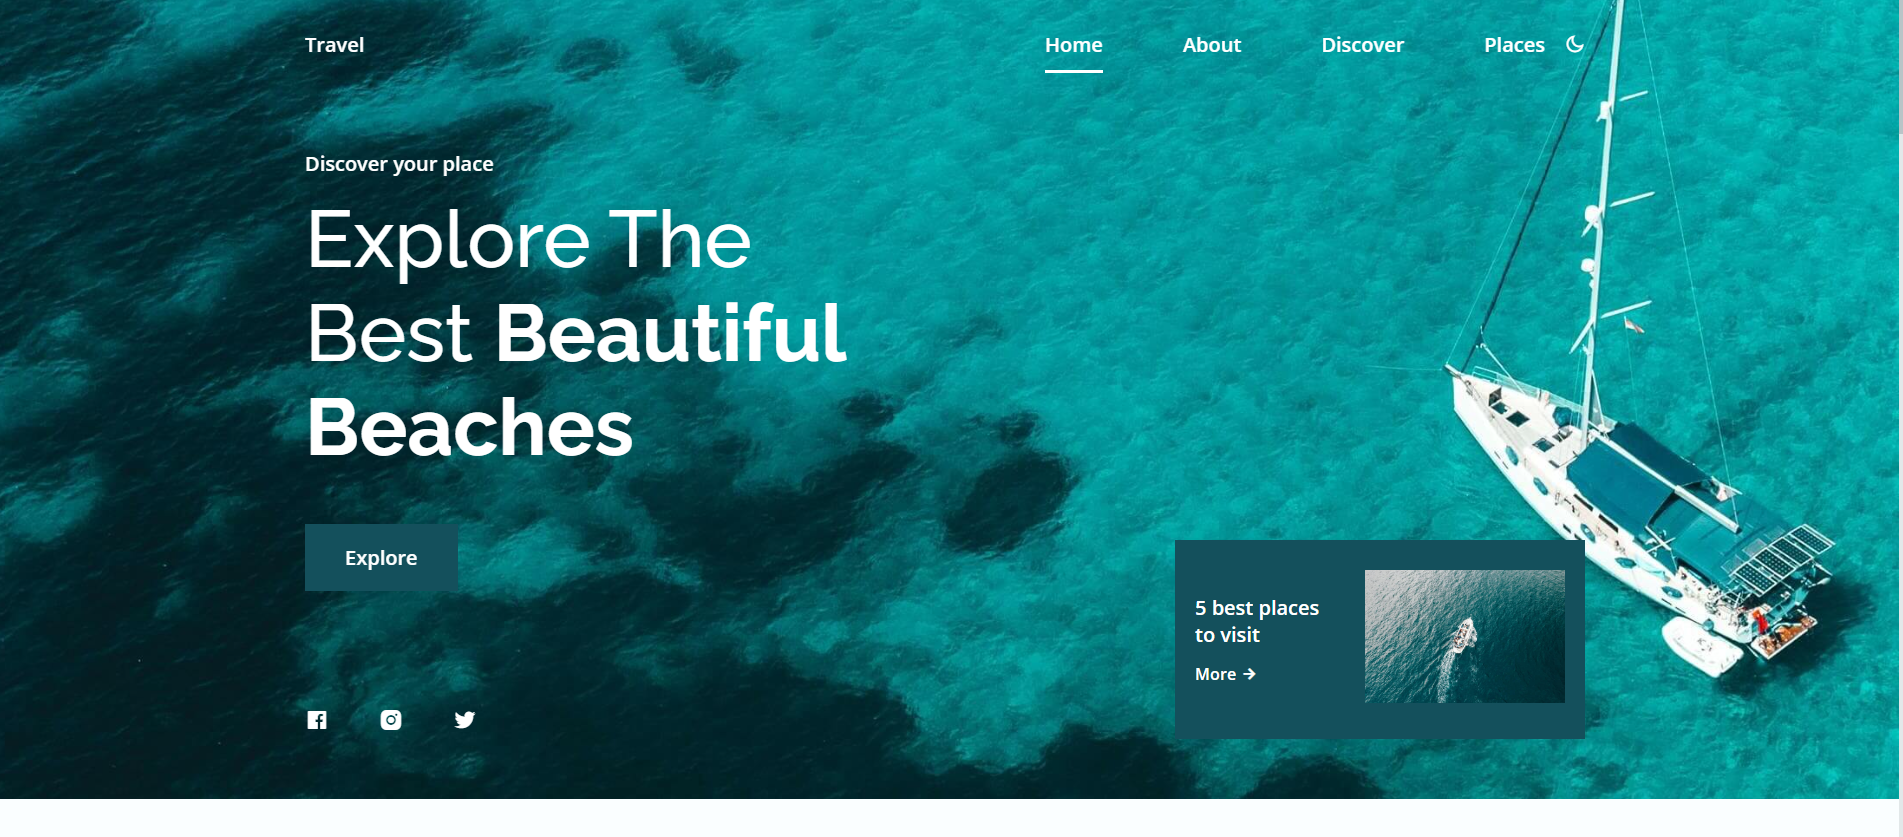 Travel
Home
About
Discover
Places
Discover your place
Explore The
Best Beautiful
Beaches
Explore
5 best places
to visit
More